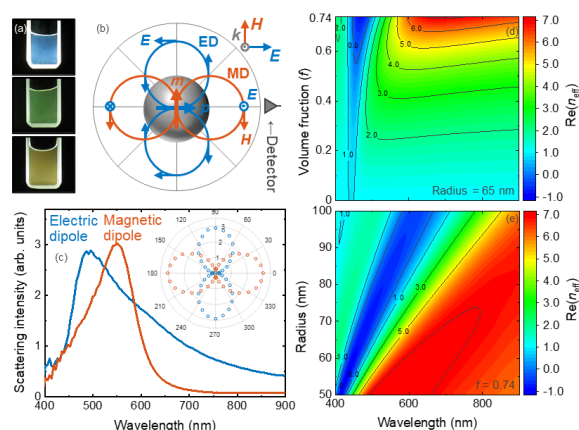 (a)
(b)
k
H
E
E
ED
MD
m
p
E
H
←Detector
Volume fraction (f)
0.74
0.6
0.4
0.2
0
0.0
5.0
6.0
4.0
3.0
2.0
1.0
(d)
Radius = 65 nm
7.0
6.0
5.0
4.0
3.0
2.0
1.0
0.0
-1.0
Re(neff)
Scattering intensity (arb. units)
3
2
1
0
Electric
dipole
Magnetic
dipole
(c)
120
90
60
150
30
180
0
210
330
240
270
300
400
500
600
700
800
900
Wavelength (nm)
Radius (nm)
100
90
80
70
60
50
1.0
3.0
1.0
3.0
5.0
0.0
(e)
f = 0.74
400
600
800
Wavelength (nm)
7.0
6.0
5.0
4.0
3.0
2.0
1.0
0.0
-1.0
Re(neff)